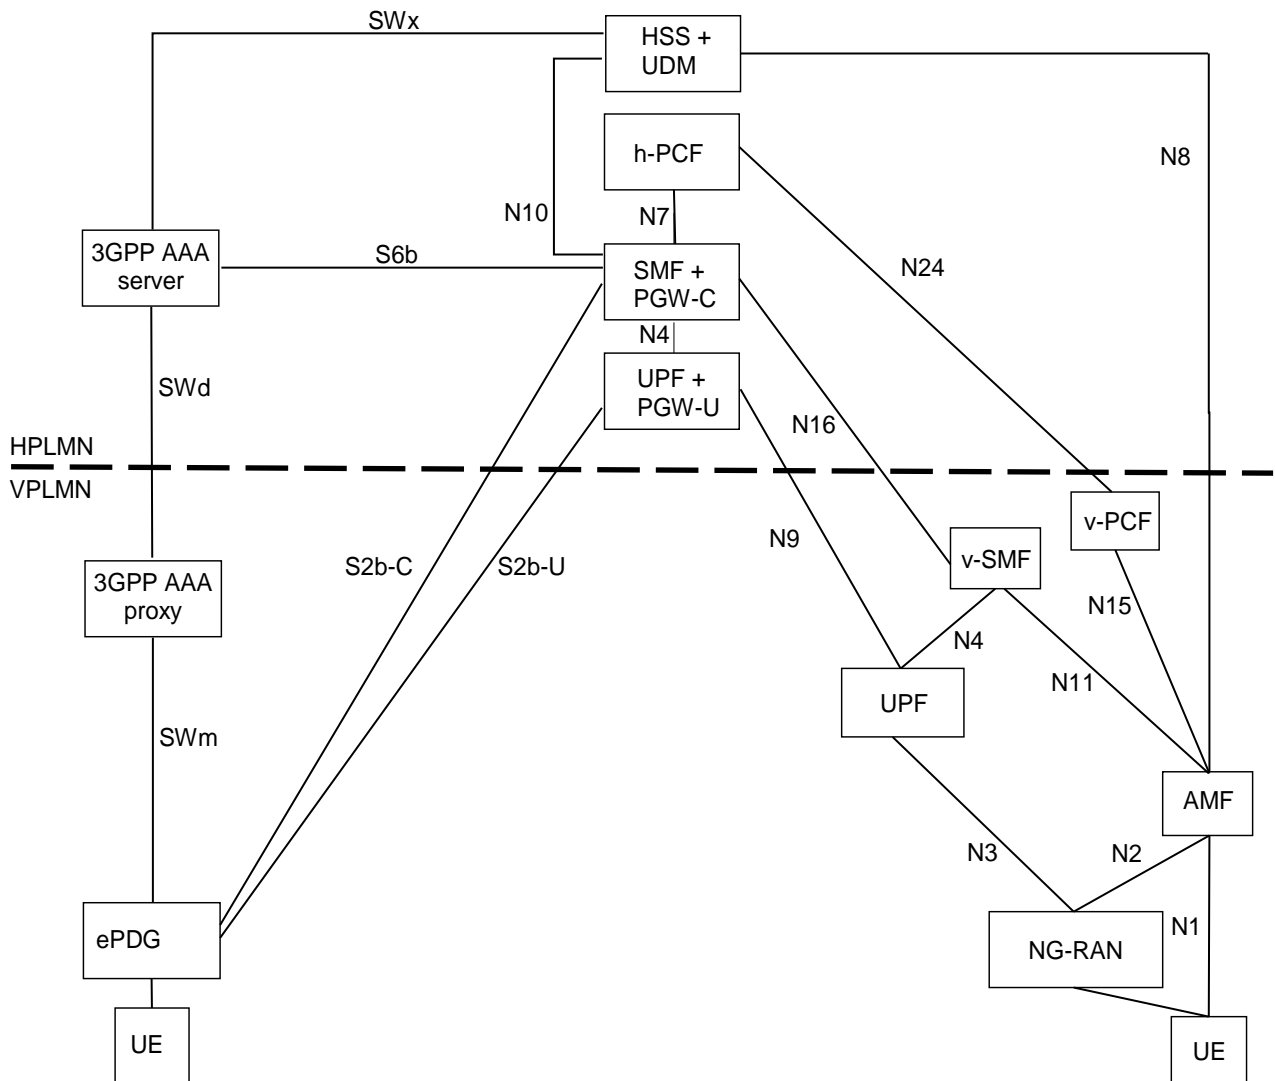 SWx
HSS +
UDM
h-PCF
N8
N10
N7
3GPP AAA
server
S6b
SMF +
PGW-C
N24
N4
SWd
UPF +
PGW-U
N16
HPLMN
VPLMN
v-PCF
N9
v-SMF
S2b-C
S2b-U
3GPP AAA
proxy
N15
N4
N11
UPF
SWm
AMF
N3
N2
ePDG
N1
NG-RAN
UE
UE